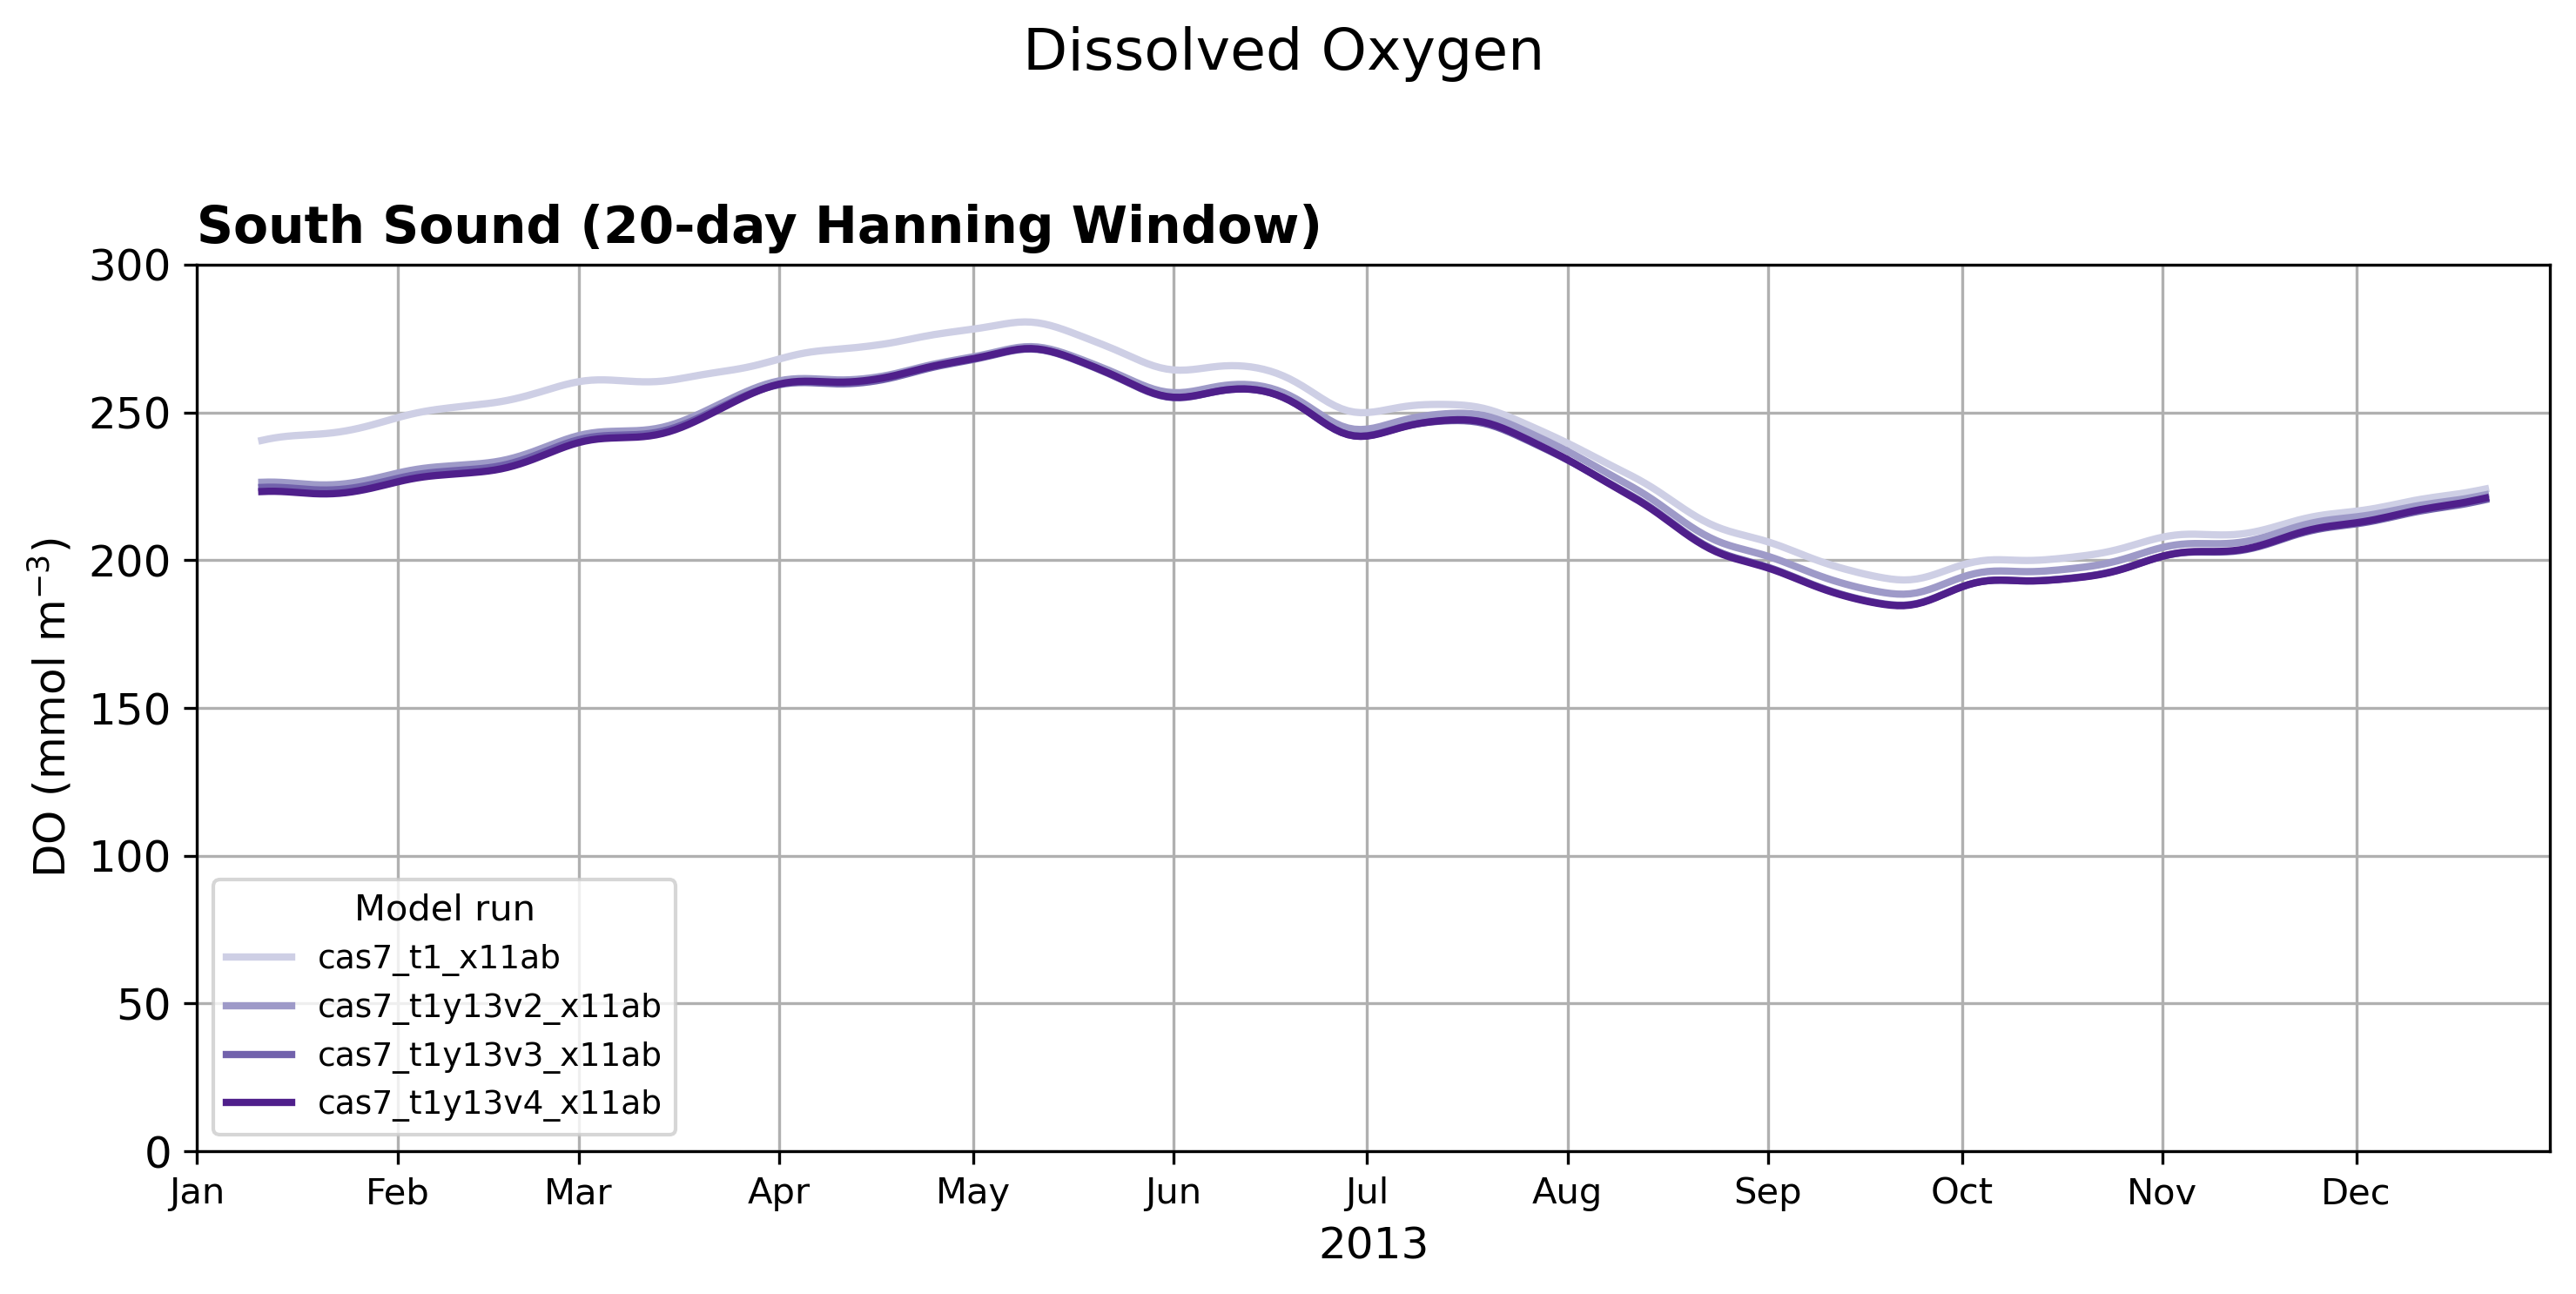 Dissolved Oxygen
South Sound (20-day Hanning Window)
300
250
200
150
100
50
0
DO (mmol m⁻³)
Model run
cas7_t1_x11ab
cas7_t1y13v2_x11ab
cas7_t1y13v3_x11ab
cas7_t1y13v4_x11ab
Jan Feb Mar Apr May Jun Jul Aug Sep Oct Nov Dec
2013